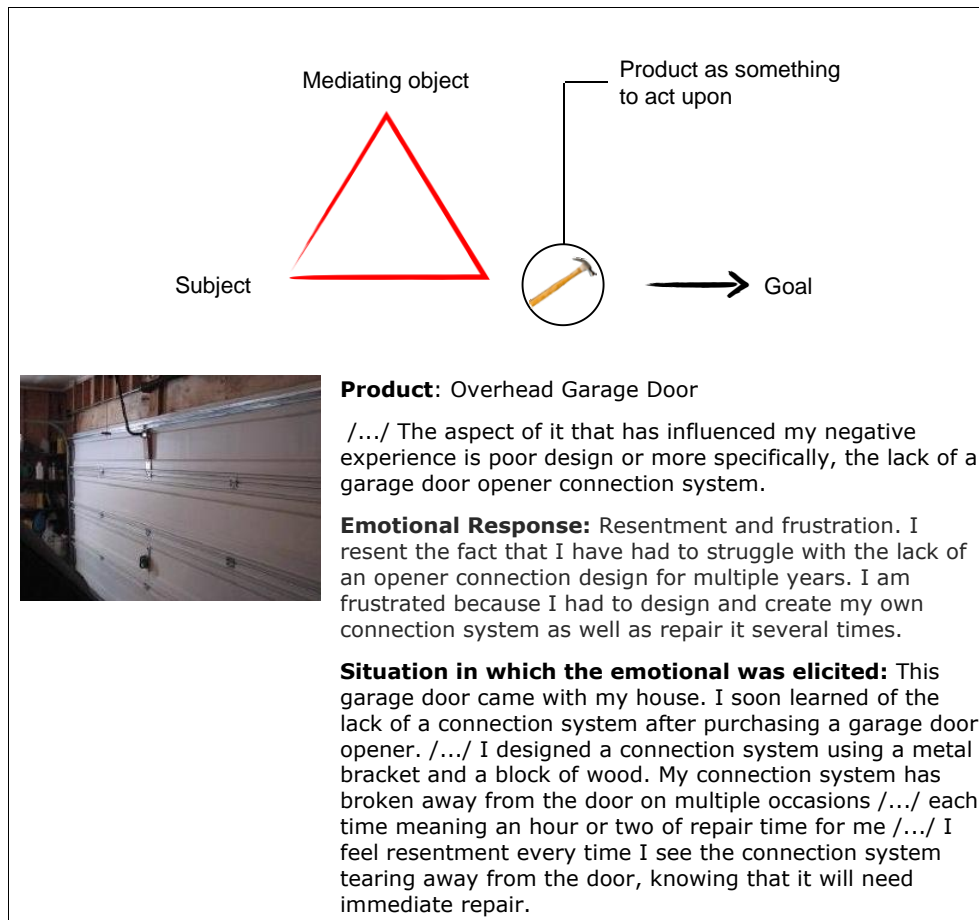 Mediating object
Product as something
to act upon
Subject
Goal
Product: Overhead Garage Door
/.../ The aspect of it that has influenced my negative
experience is poor design or more specifically, the lack of a
garage door opener connection system.
Emotional Response: Resentment and frustration. I
resent the fact that I have had to struggle with the lack of
an opener connection design for multiple years. I am
frustrated because I had to design and create my own
connection system as well as repair it several times.
Situation in which the emotional was elicited: This
garage door came with my house. I soon learned of the
lack of a connection system after purchasing a garage door
opener. /.../ I designed a connection system using a metal
bracket and a block of wood. My connection system has
broken away from the door on multiple occasions /.../ each
time meaning an hour or two of repair time for me /.../ I
feel resentment every time I see the connection system
tearing away from the door, knowing that it will need
immediate repair.